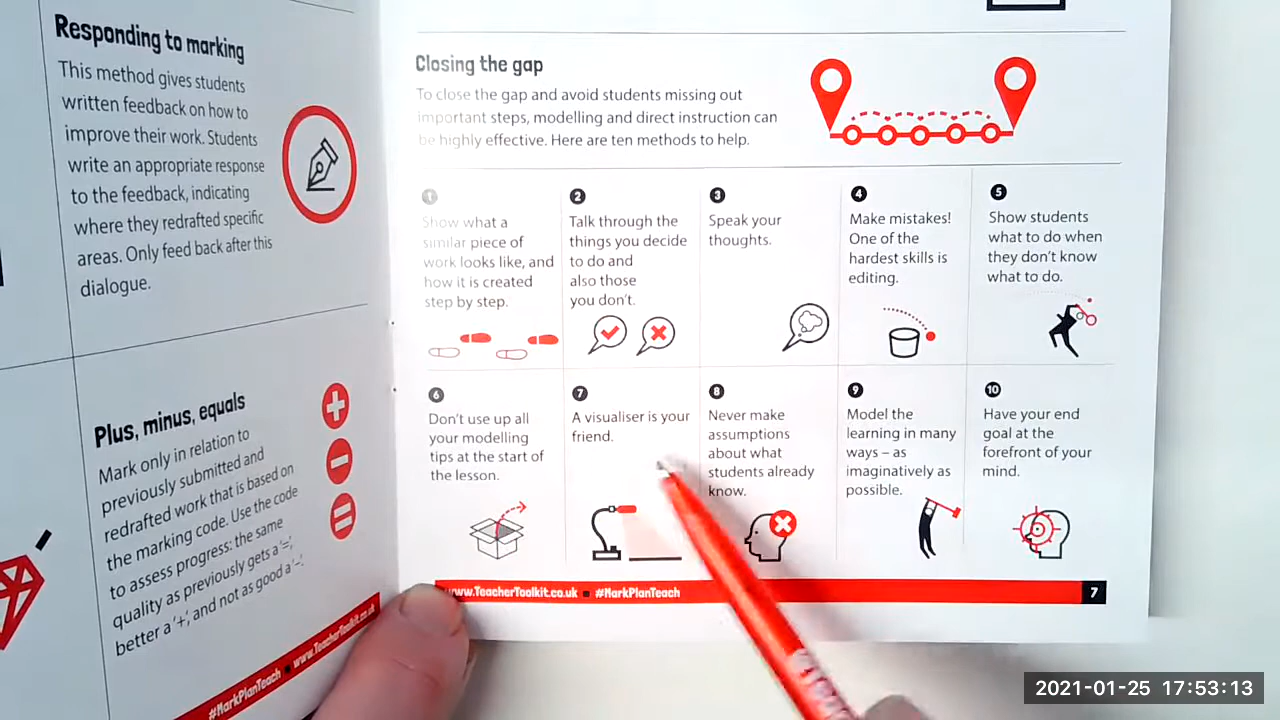 Responding to marking
This method gives students
written feedback on how to
improve their work. Students
write an appropriate response
to the feedback, indicating
where they redrafted specific
areas. Only feed back after this
dialogue.
Plus, minus, equals
Mark only in relation to
previously submitted and
redrafted work that is based on
the marking code. Use the code
to assess progress: the same
quality as previously gets a '=',
better a '+', and not as good a '–'.
#MarkPlanTeach ■ www.TeacherToolkit.co.uk
Closing the gap
To close the gap and avoid students missing out
important steps, modelling and direct instruction can
be highly effective. Here are ten methods to help.
1
Show what a
similar piece of
work looks like, and
how it is created
step by step.
2
Talk through the
things you decide
to do and
also those
you don't.
3
Speak your
thoughts.
4
Make mistakes!
One of the
hardest skills is
editing.
5
Show students
what to do when
they don't know
what to do.
6
Don't use up all
your modelling
tips at the start of
the lesson.
7
A visualiser is your
friend.
8
Never make
assumptions
about what
students already
know.
9
Model the
learning in many
ways – as
imaginatively as
possible.
10
Have your end
goal at the
forefront of your
mind.
www.TeacherToolkit.co.uk ■ #MarkPlanTeach
7
2021-01-25 17:53:13